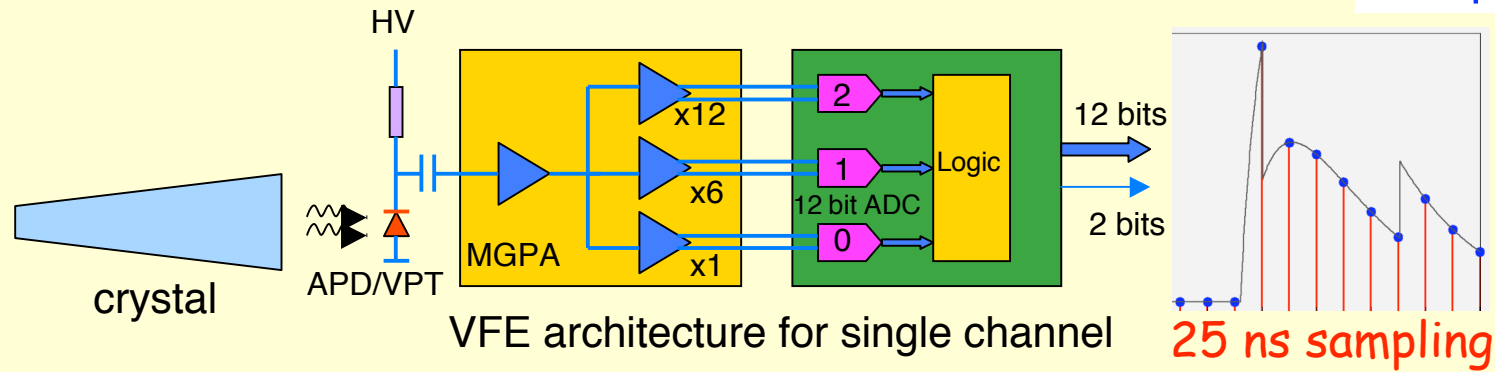 HV
crystal
APD/VPT
MGPA
x12
x6
x1
2
1
12 bit ADC
0
Logic
12 bits
2 bits
VFE architecture for single channel
25 ns sampling